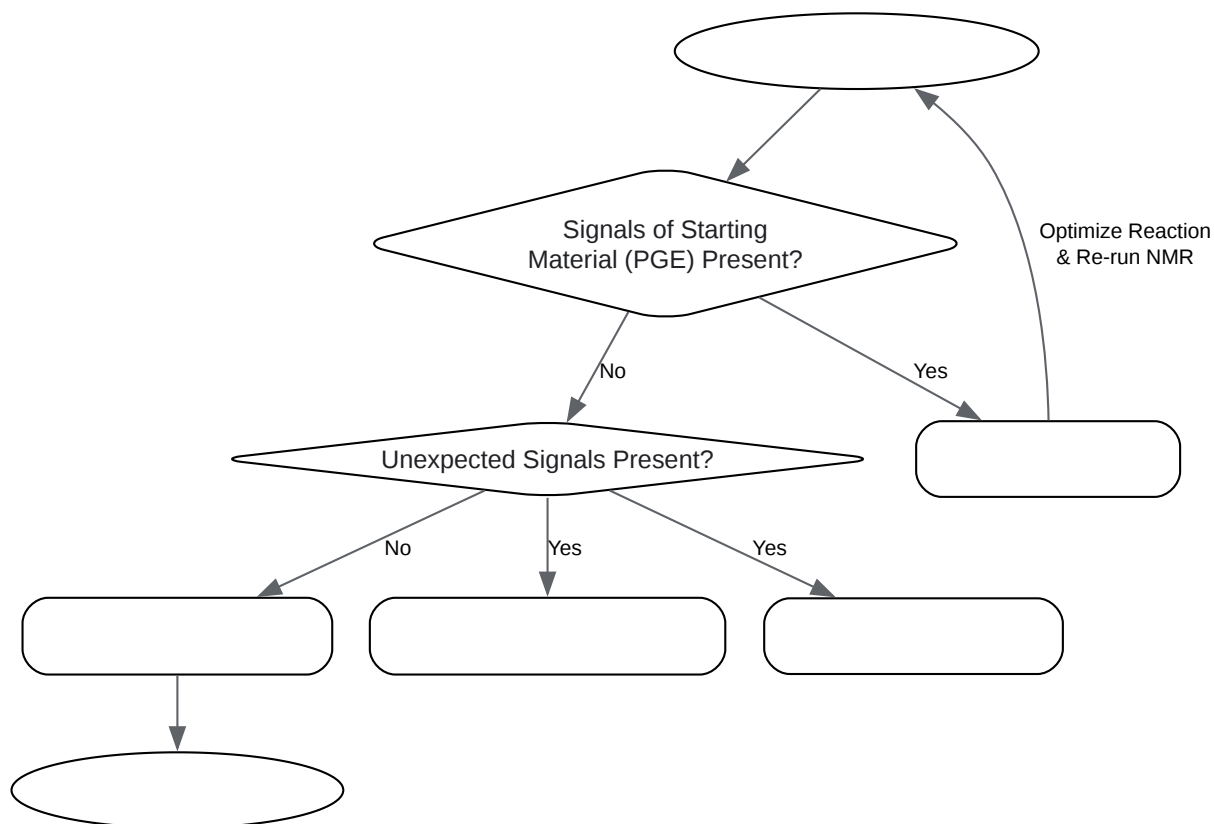 Signals of Starting
Material (PGE) Present?
Optimize Reaction
& Re-run NMR
No
Yes
Unexpected Signals Present?
No
Yes
Yes